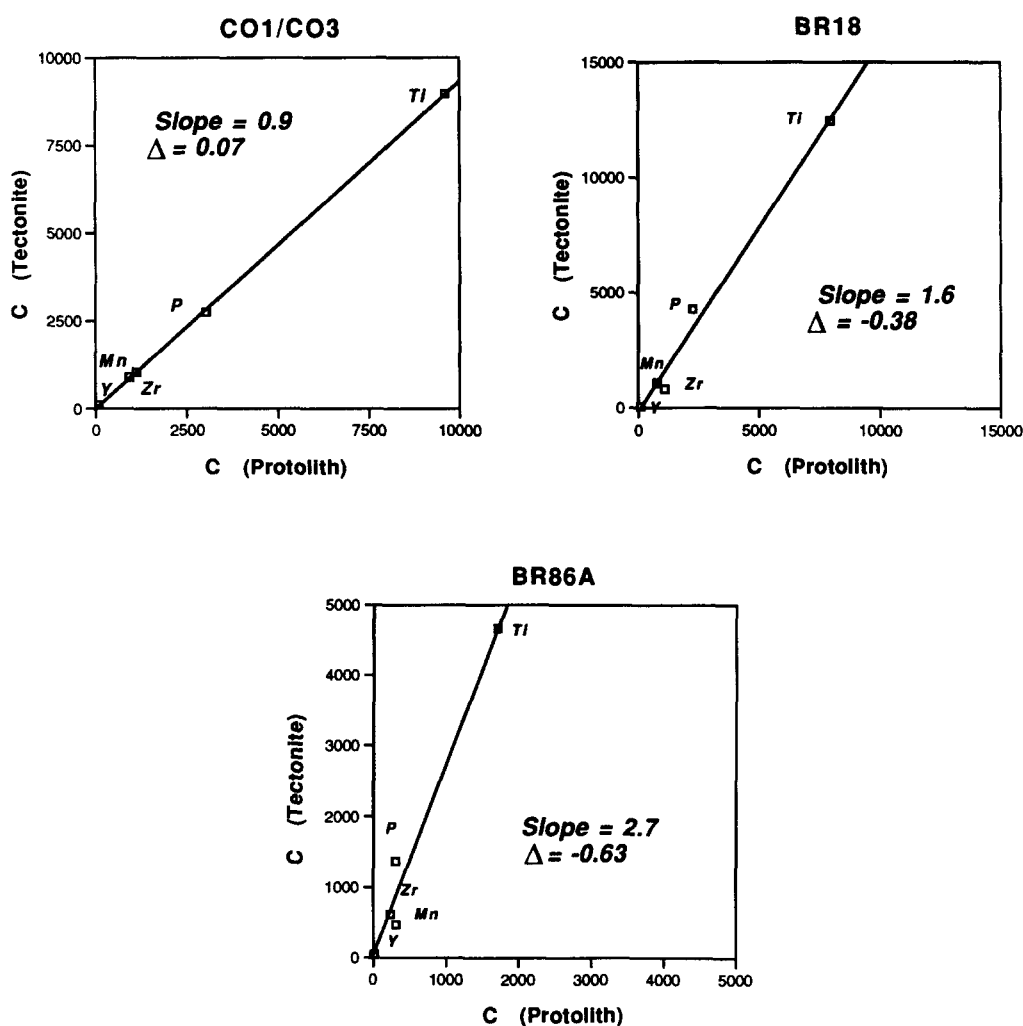 CO1/CO3
10000
7500
5000
2500
0
C (Tectonite)
Ti
Slope = 0.9
Δ = 0.07
P
Mn
Y
Zr
0 2500 5000 7500 10000
C (Protolith)
BR18
15000
10000
5000
0
C (Tectonite)
Ti
Slope = 1.6
Δ = -0.38
P
Mn
Zr
Y
0 5000 10000 15000
C (Protolith)
BR86A
5000
4000
3000
2000
1000
0
C (Tectonite)
Ti
P
Slope = 2.7
Δ = -0.63
Zr
Mn
Y
0 1000 2000 3000 4000 5000
C (Protolith)